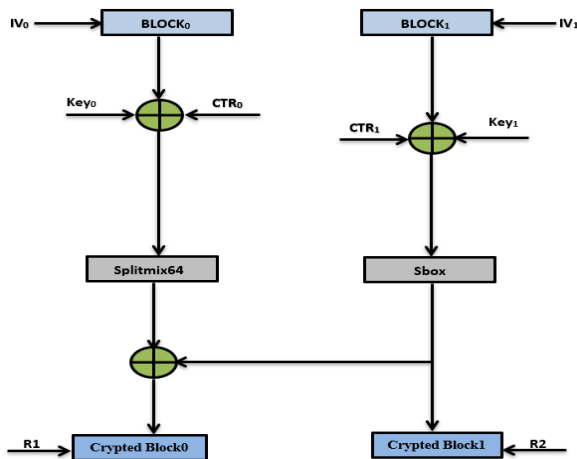 IV₀
BLOCK₀
BLOCK₁
IV₁
Key₀
CTR₀
CTR₁
Key₁
Splitmix64
Sbox
R1
Crypted Block0
Crypted Block1
R2